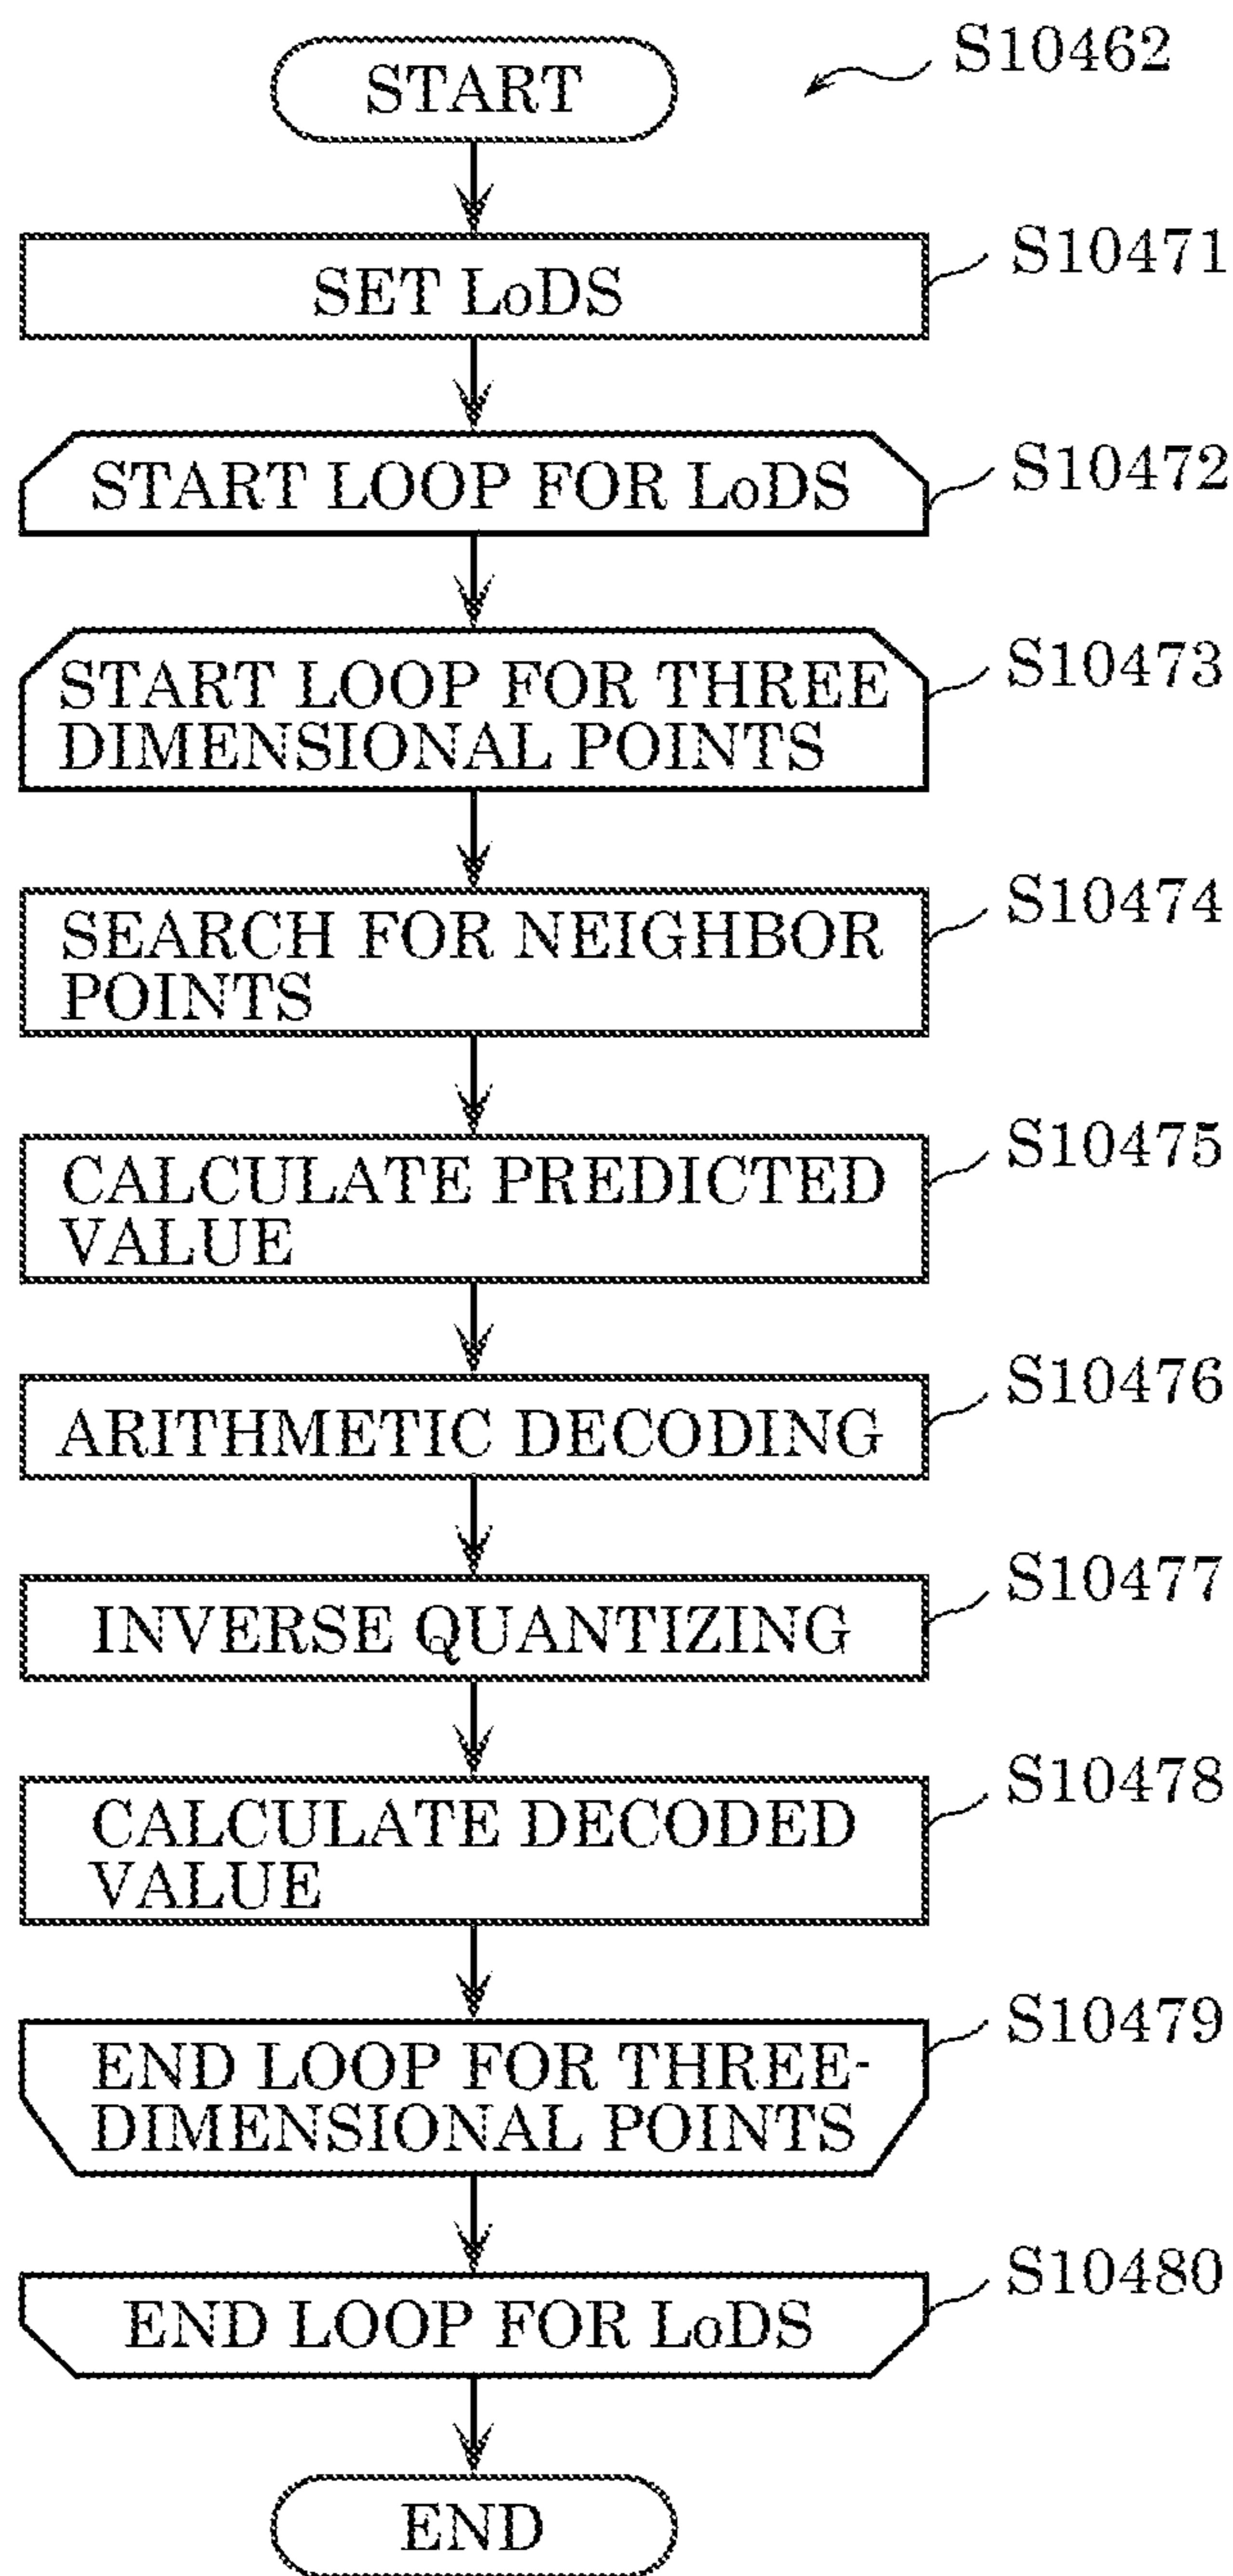 S10462
START
S10471
SET LoDS
S10472
START LOOP FOR LoDS
S10473
START LOOP FOR THREE
DIMENSIONAL POINTS
S10474
SEARCH FOR NEIGHBOR
POINTS
S10475
CALCULATE PREDICTED
VALUE
S10476
ARITHMETIC DECODING
S10477
INVERSE QUANTIZING
S10478
CALCULATE DECODED
VALUE
S10479
END LOOP FOR THREE-
DIMENSIONAL POINTS
S10480
END LOOP FOR LoDS
END